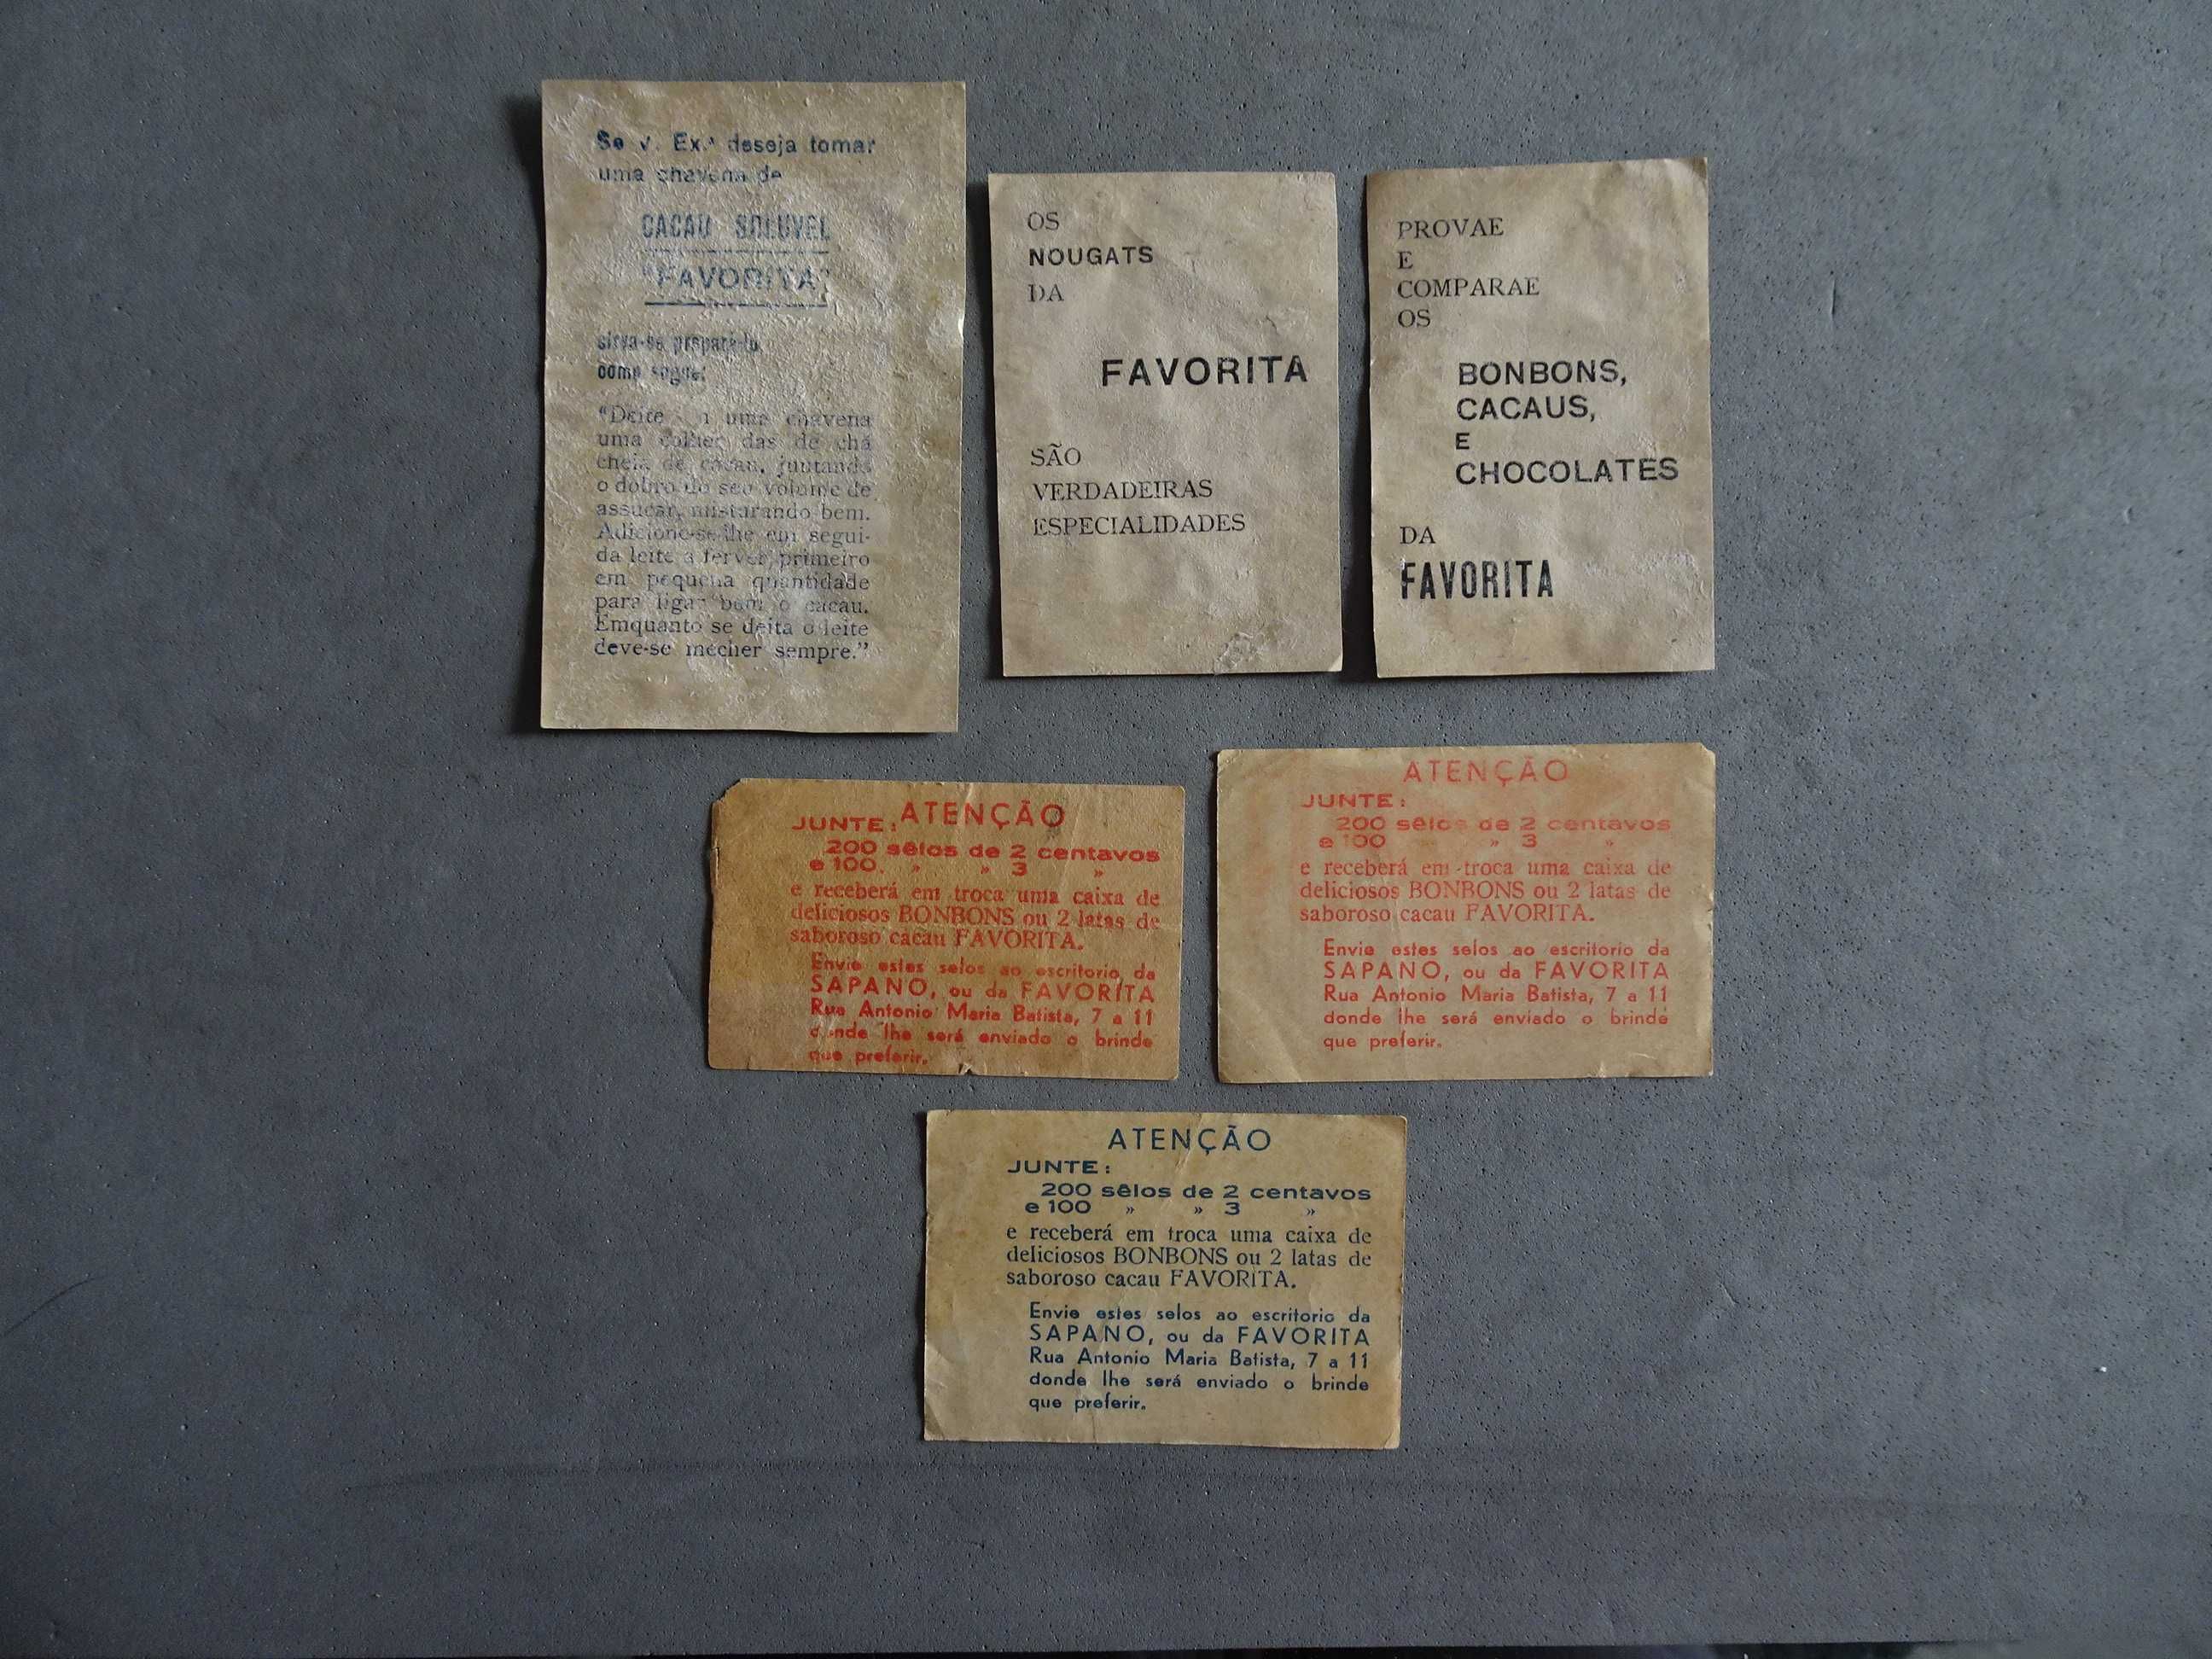 Se V. Ex.ª deseja tomar
uma chavena de
CACAU SOLUVEL
"FAVORITA"
sirva-se prepara-lo
como segue:
"Deite em uma chavena
uma colher das de chá
cheia de cacau, juntando
o dobro do seu volume de
assucar, misturando bem.
Adicione-se-lhe em segui-
da leite a ferver, primeiro
em pequena quantidade
para ligar bem o cacau.
Emquanto se deita o leite
deve-se mecher sempre."
OS
NOUGATS
DA
FAVORITA
SÃO
VERDADEIRAS
ESPECIALIDADES
PROVAE
E
COMPARAE
OS
BONBONS,
CACAUS,
E
CHOCOLATES
DA
FAVORITA
ATENÇÃO
JUNTE:
200 sêlos de 2 centavos
e 100 » » 3 »
e receberá em troca uma caixa de
deliciosos BONBONS ou 2 latas de
saboroso cacau FAVORITA.
Envie estes selos ao escritorio da
SAPANO, ou da FAVORITA
Rua Antonio Maria Batista, 7 a 11
donde lhe será enviado o brinde
que preferir.
ATENÇÃO
JUNTE:
200 sêlos de 2 centavos
e 100 » 3 »
e receberá em troca uma caixa de
deliciosos BONBONS ou 2 latas de
saboroso cacau FAVORITA.
Envie estes selos ao escritorio da
SAPANO, ou da FAVORITA
Rua Antonio Maria Batista, 7 a 11
donde lhe será enviado o brinde
que preferir.
ATENÇÃO
JUNTE:
200 sêlos de 2 centavos
e 100 » » 3 »
e receberá em troca uma caixa de
deliciosos BONBONS ou 2 latas de
saboroso cacau FAVORITA.
Envie estes selos ao escritorio da
SAPANO, ou da FAVORITA
Rua Antonio Maria Batista, 7 a 11
donde lhe será enviado o brinde
que preferir.